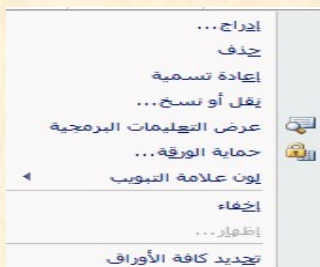 إدراج...
حذف
إعادة تسمية
نقل أو نسخ...
عرض التعليمات البرمجية
حماية الورقة...
لون علامة التبويب
إخفاء
إظهار...
تحديد كافة الأوراق